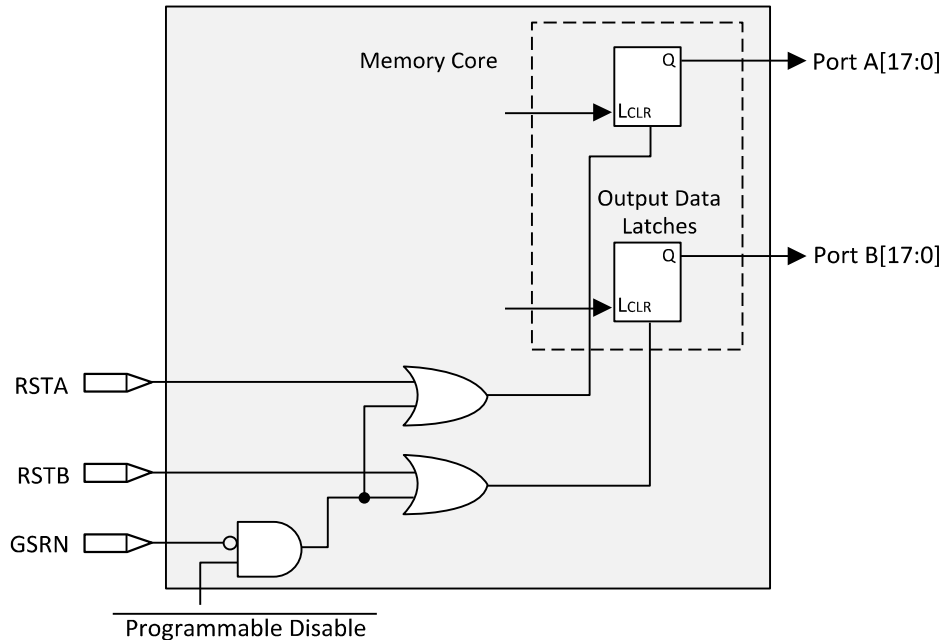 Memory Core
Q
Port A[17:0]
LCLR
Output Data
Latches
Q
Port B[17:0]
LCLR
RSTA
RSTB
GSRN
Programmable Disable